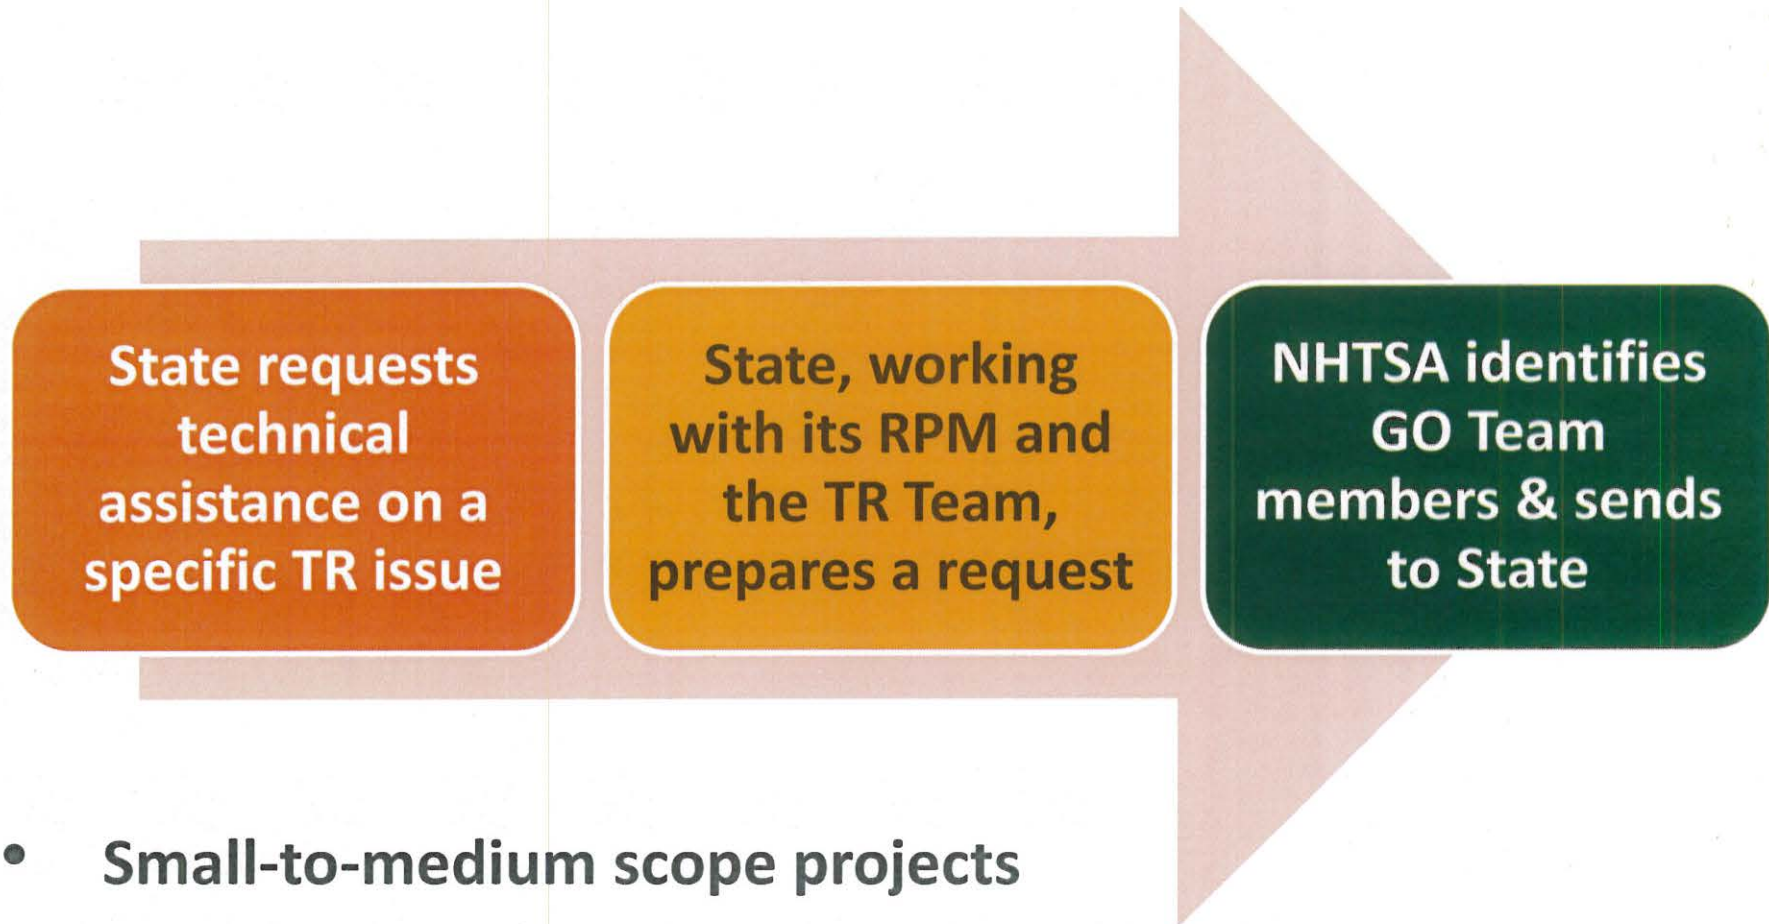 State requests
technical
assistance on a
specific TR issue
State, working
with its RPM and
the TR Team,
prepares a request
NHTSA identifies
GO Team
members & sends
to State
• Small-to-medium scope projects